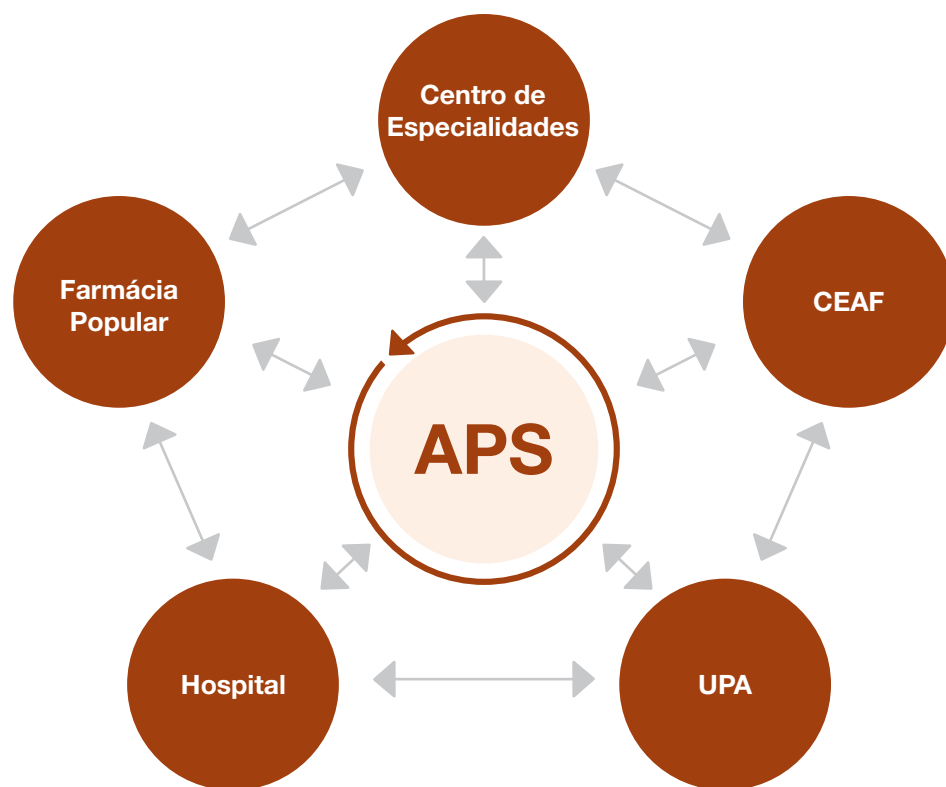 Centro de
Especialidades
Farmácia
Popular
CEAF
APS
Hospital
UPA